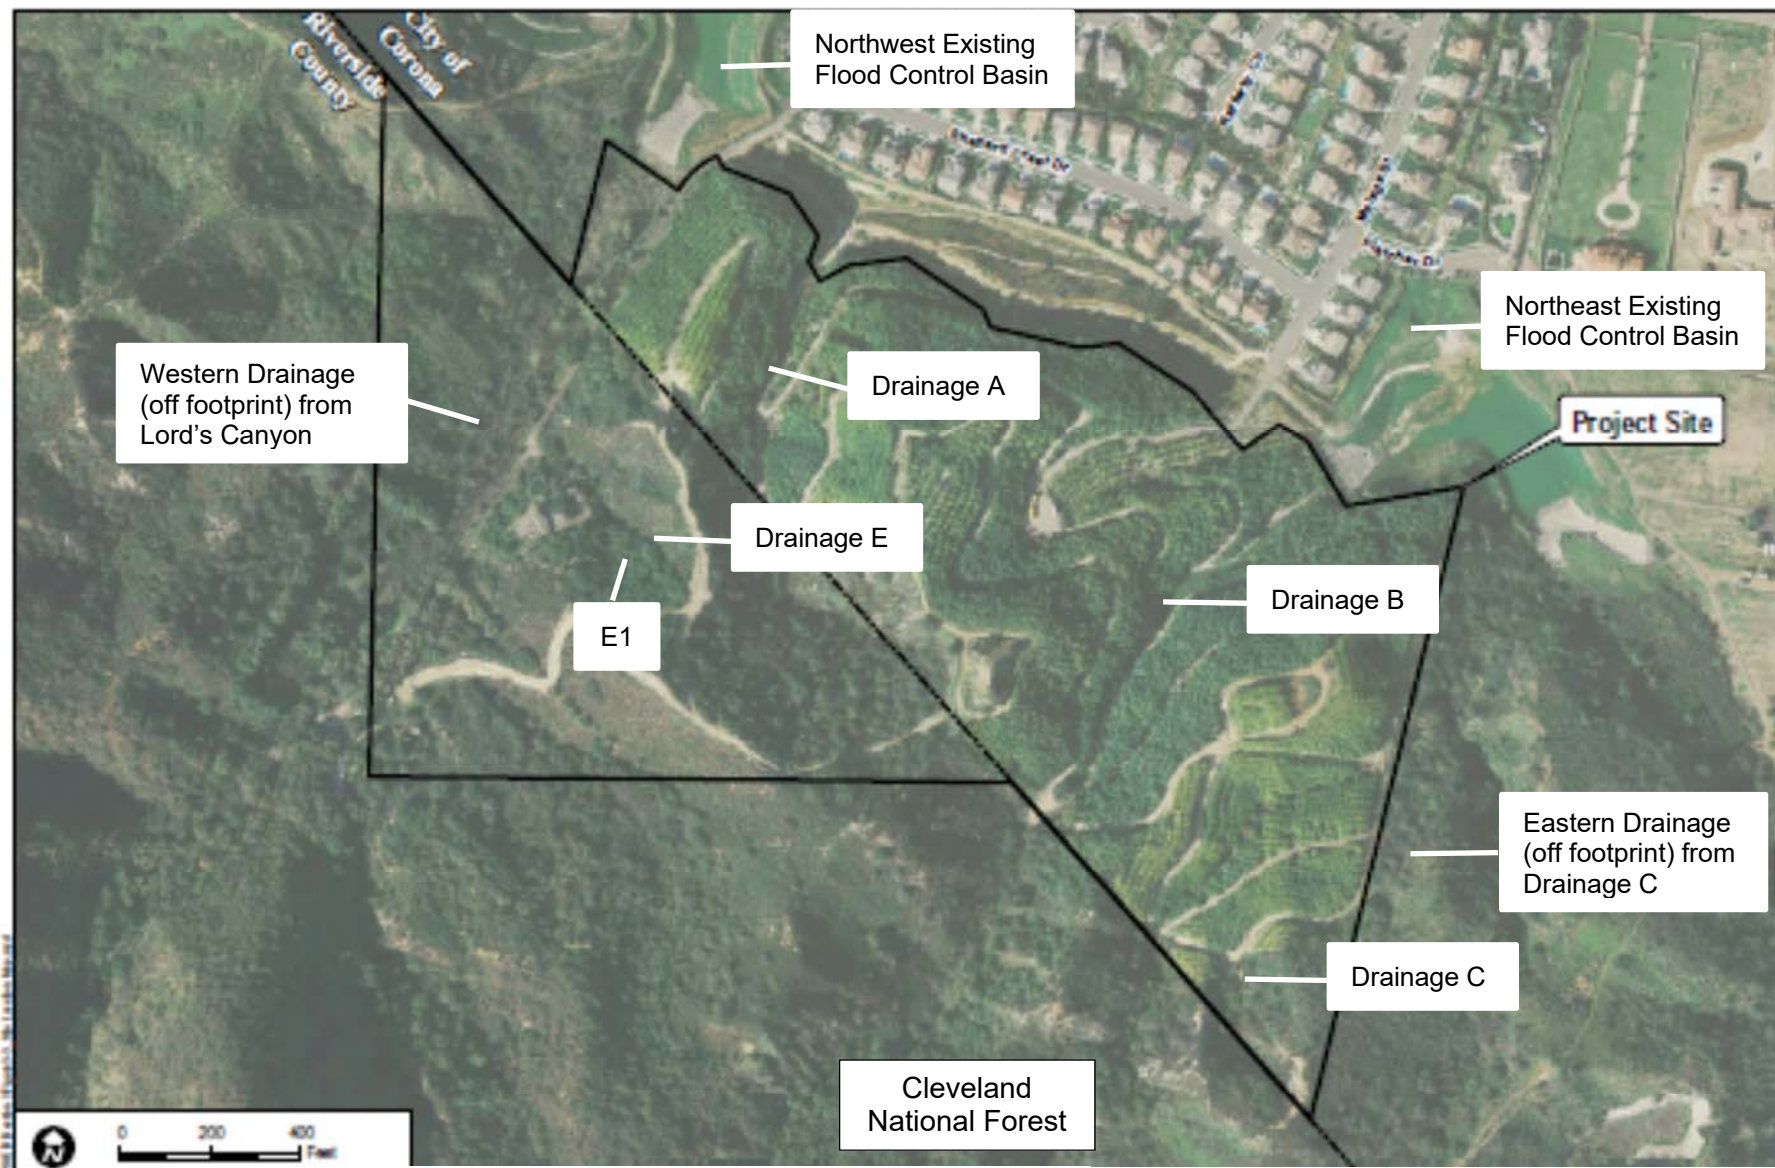 Riverside
County
City of
Corona
Northwest Existing
Flood Control Basin
Northeast Existing
Flood Control Basin
Western Drainage
(off footprint) from
Lord's Canyon
Drainage A
Project Site
Drainage E
Drainage B
E1
Eastern Drainage
(off footprint) from
Drainage C
Drainage C
Cleveland
National Forest
N
0 200 400
Feet